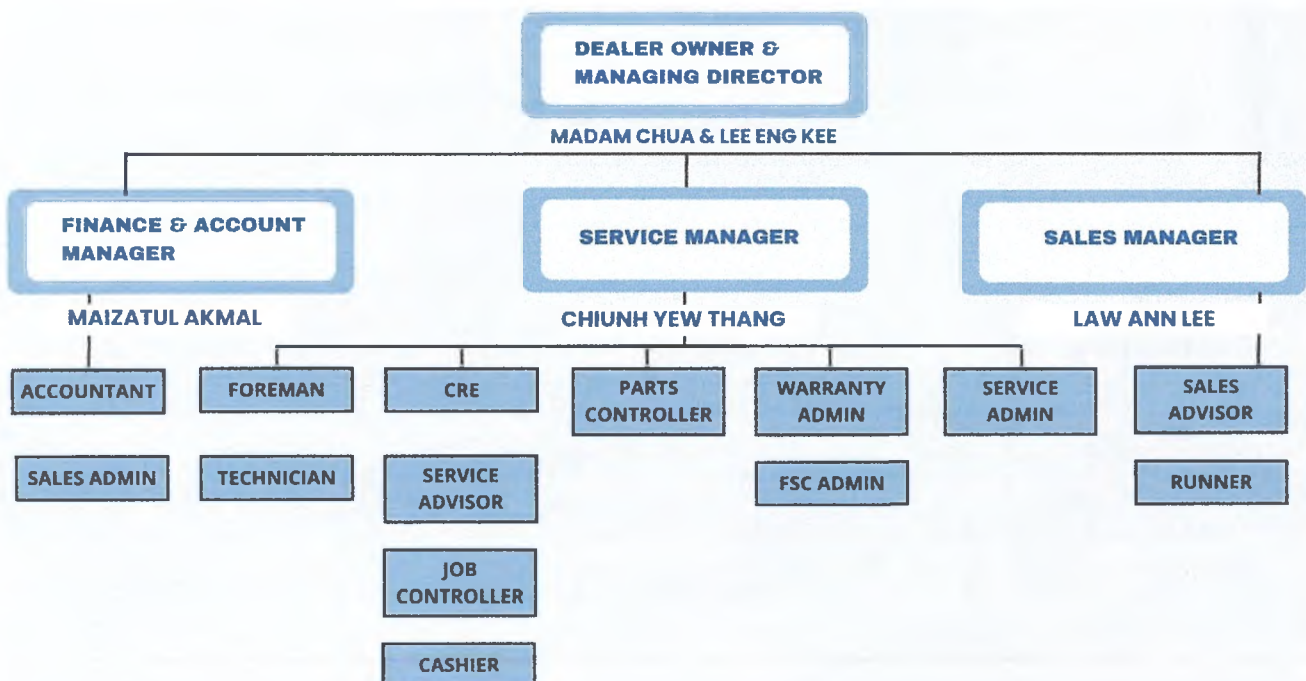 DEALER OWNER &
MANAGING DIRECTOR
MADAM CHUA & LEE ENG KEE
FINANCE & ACCOUNT
MANAGER
MAIZATUL AKMAL
SERVICE MANAGER
CHIUNH YEW THANG
SALES MANAGER
LAW ANN LEE
ACCOUNTANT
SALES ADMIN
FOREMAN
TECHNICIAN
CRE
SERVICE
ADVISOR
JOB
CONTROLLER
CASHIER
PARTS
CONTROLLER
WARRANTY
ADMIN
FSC ADMIN
SERVICE
ADMIN
SALES
ADVISOR
RUNNER